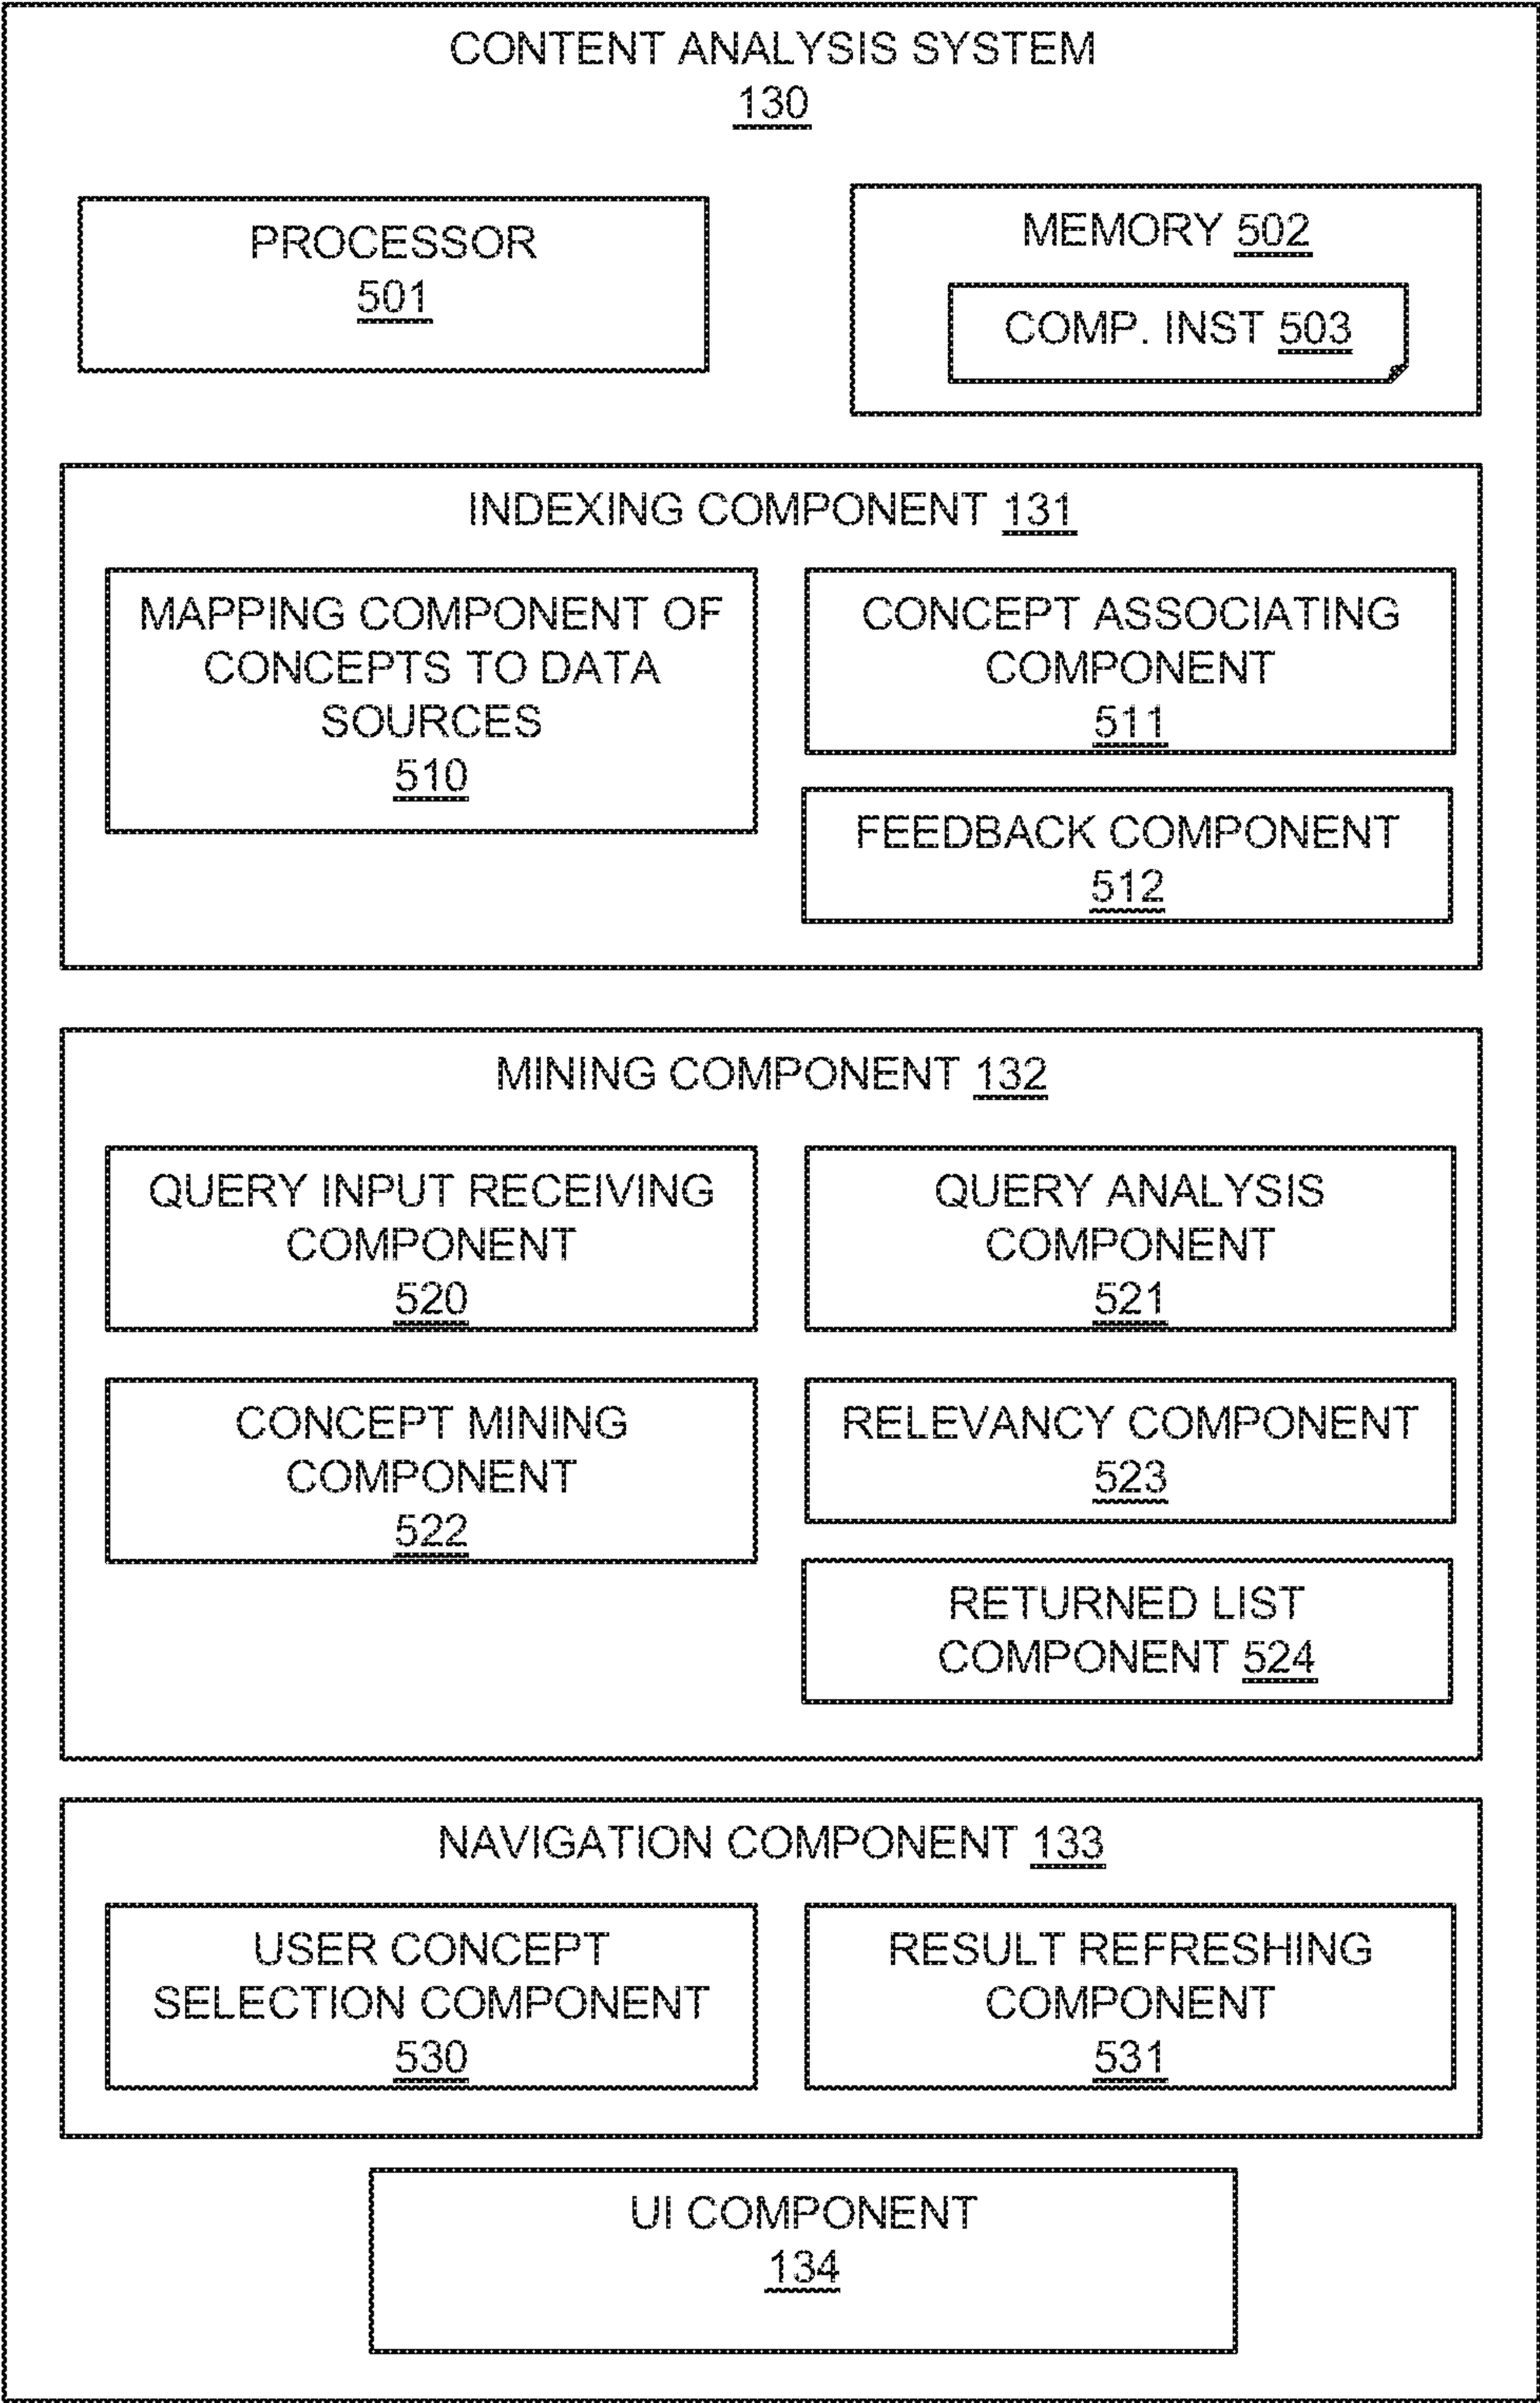 CONTENT ANALYSIS SYSTEM
130
PROCESSOR
501
MEMORY 502
COMP. INST 503
INDEXING COMPONENT 131
MAPPING COMPONENT OF
CONCEPTS TO DATA
SOURCES
510
CONCEPT ASSOCIATING
COMPONENT
511
FEEDBACK COMPONENT
512
MINING COMPONENT 132
QUERY INPUT RECEIVING
COMPONENT
520
QUERY ANALYSIS
COMPONENT
521
CONCEPT MINING
COMPONENT
522
RELEVANCY COMPONENT
523
RETURNED LIST
COMPONENT 524
NAVIGATION COMPONENT 133
USER CONCEPT
SELECTION COMPONENT
530
RESULT REFRESHING
COMPONENT
531
UI COMPONENT
134